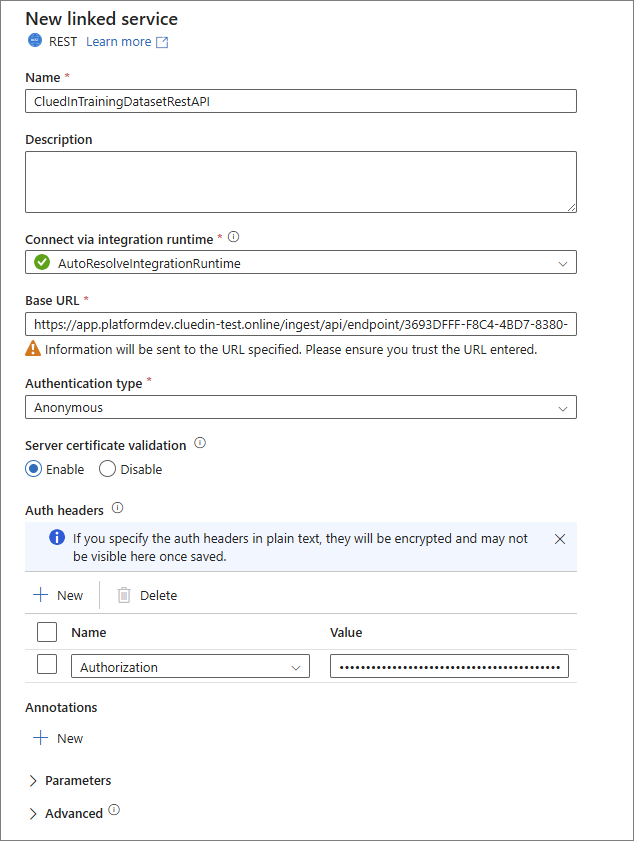 New linked service
REST Learn more
Name *
CluedInTrainingDatasetRestAPI
Description
Connect via integration runtime *
AutoResolveIntegrationRuntime
Base URL *
https://app.platformdev.cluedin-test.online/ingest/api/endpoint/3693DFFF-F8C4-4BD7-8380-
Information will be sent to the URL specified. Please ensure you trust the URL entered.
Authentication type *
Anonymous
Server certificate validation
Enable Disable
Auth headers
If you specify the auth headers in plain text, they will be encrypted and may not
be visible here once saved.
New Delete
Name Value
Authorization ••••••••••••••••••••••••••••••••••••••••••
Annotations
New
Parameters
Advanced